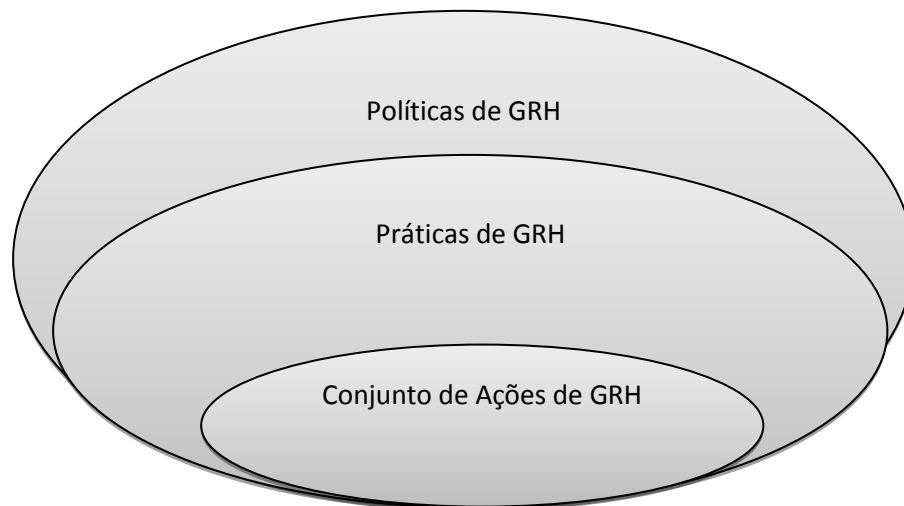 Políticas de GRH
Práticas de GRH
Conjunto de Ações de GRH